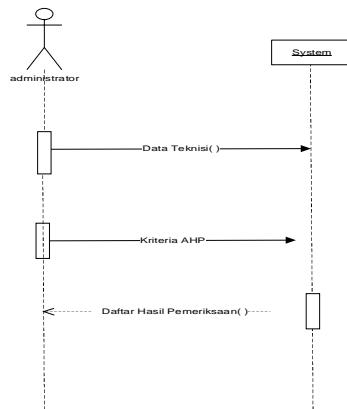 System
administrator
Data Teknisi( )
Kriteria AHP
Daftar Hasil Pemeriksaan( )